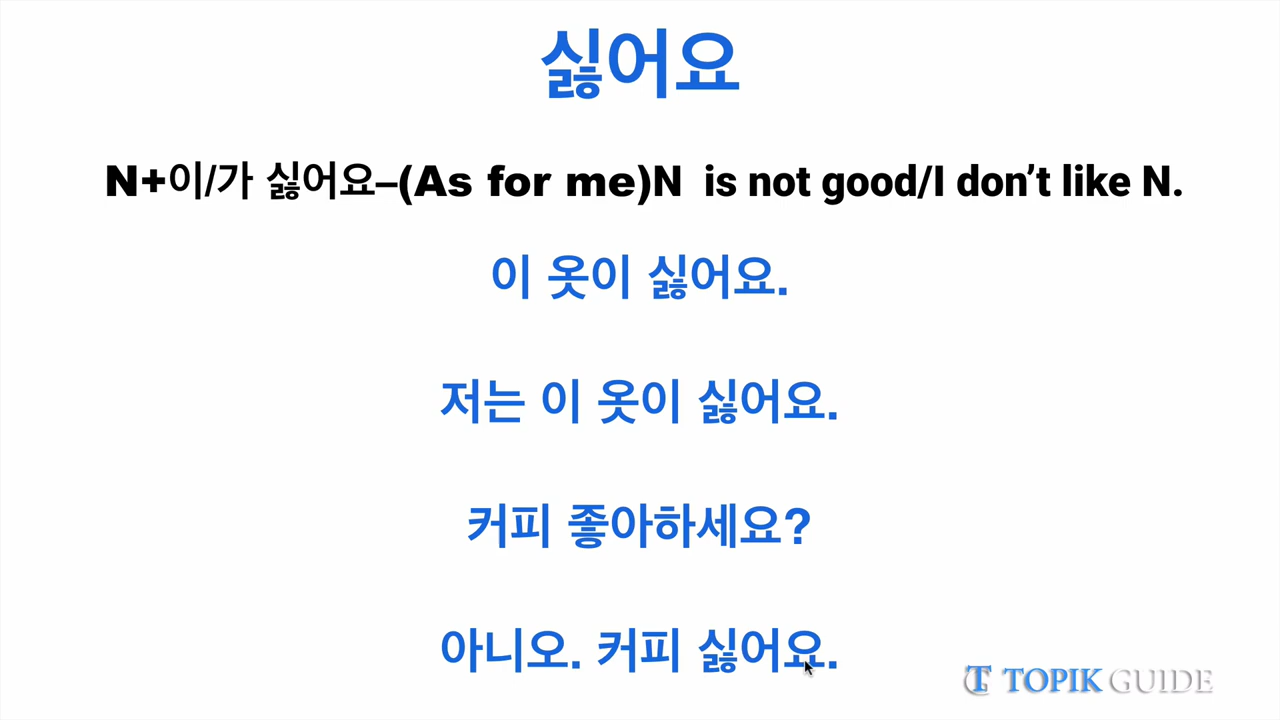 싫어요
N+이/가 싫어요–(As for me)N is not good/I don’t like N.
이 옷이 싫어요.
저는 이 옷이 싫어요.
커피 좋아하세요?
아니오. 커피 싫어요.
TOPIK GUIDE